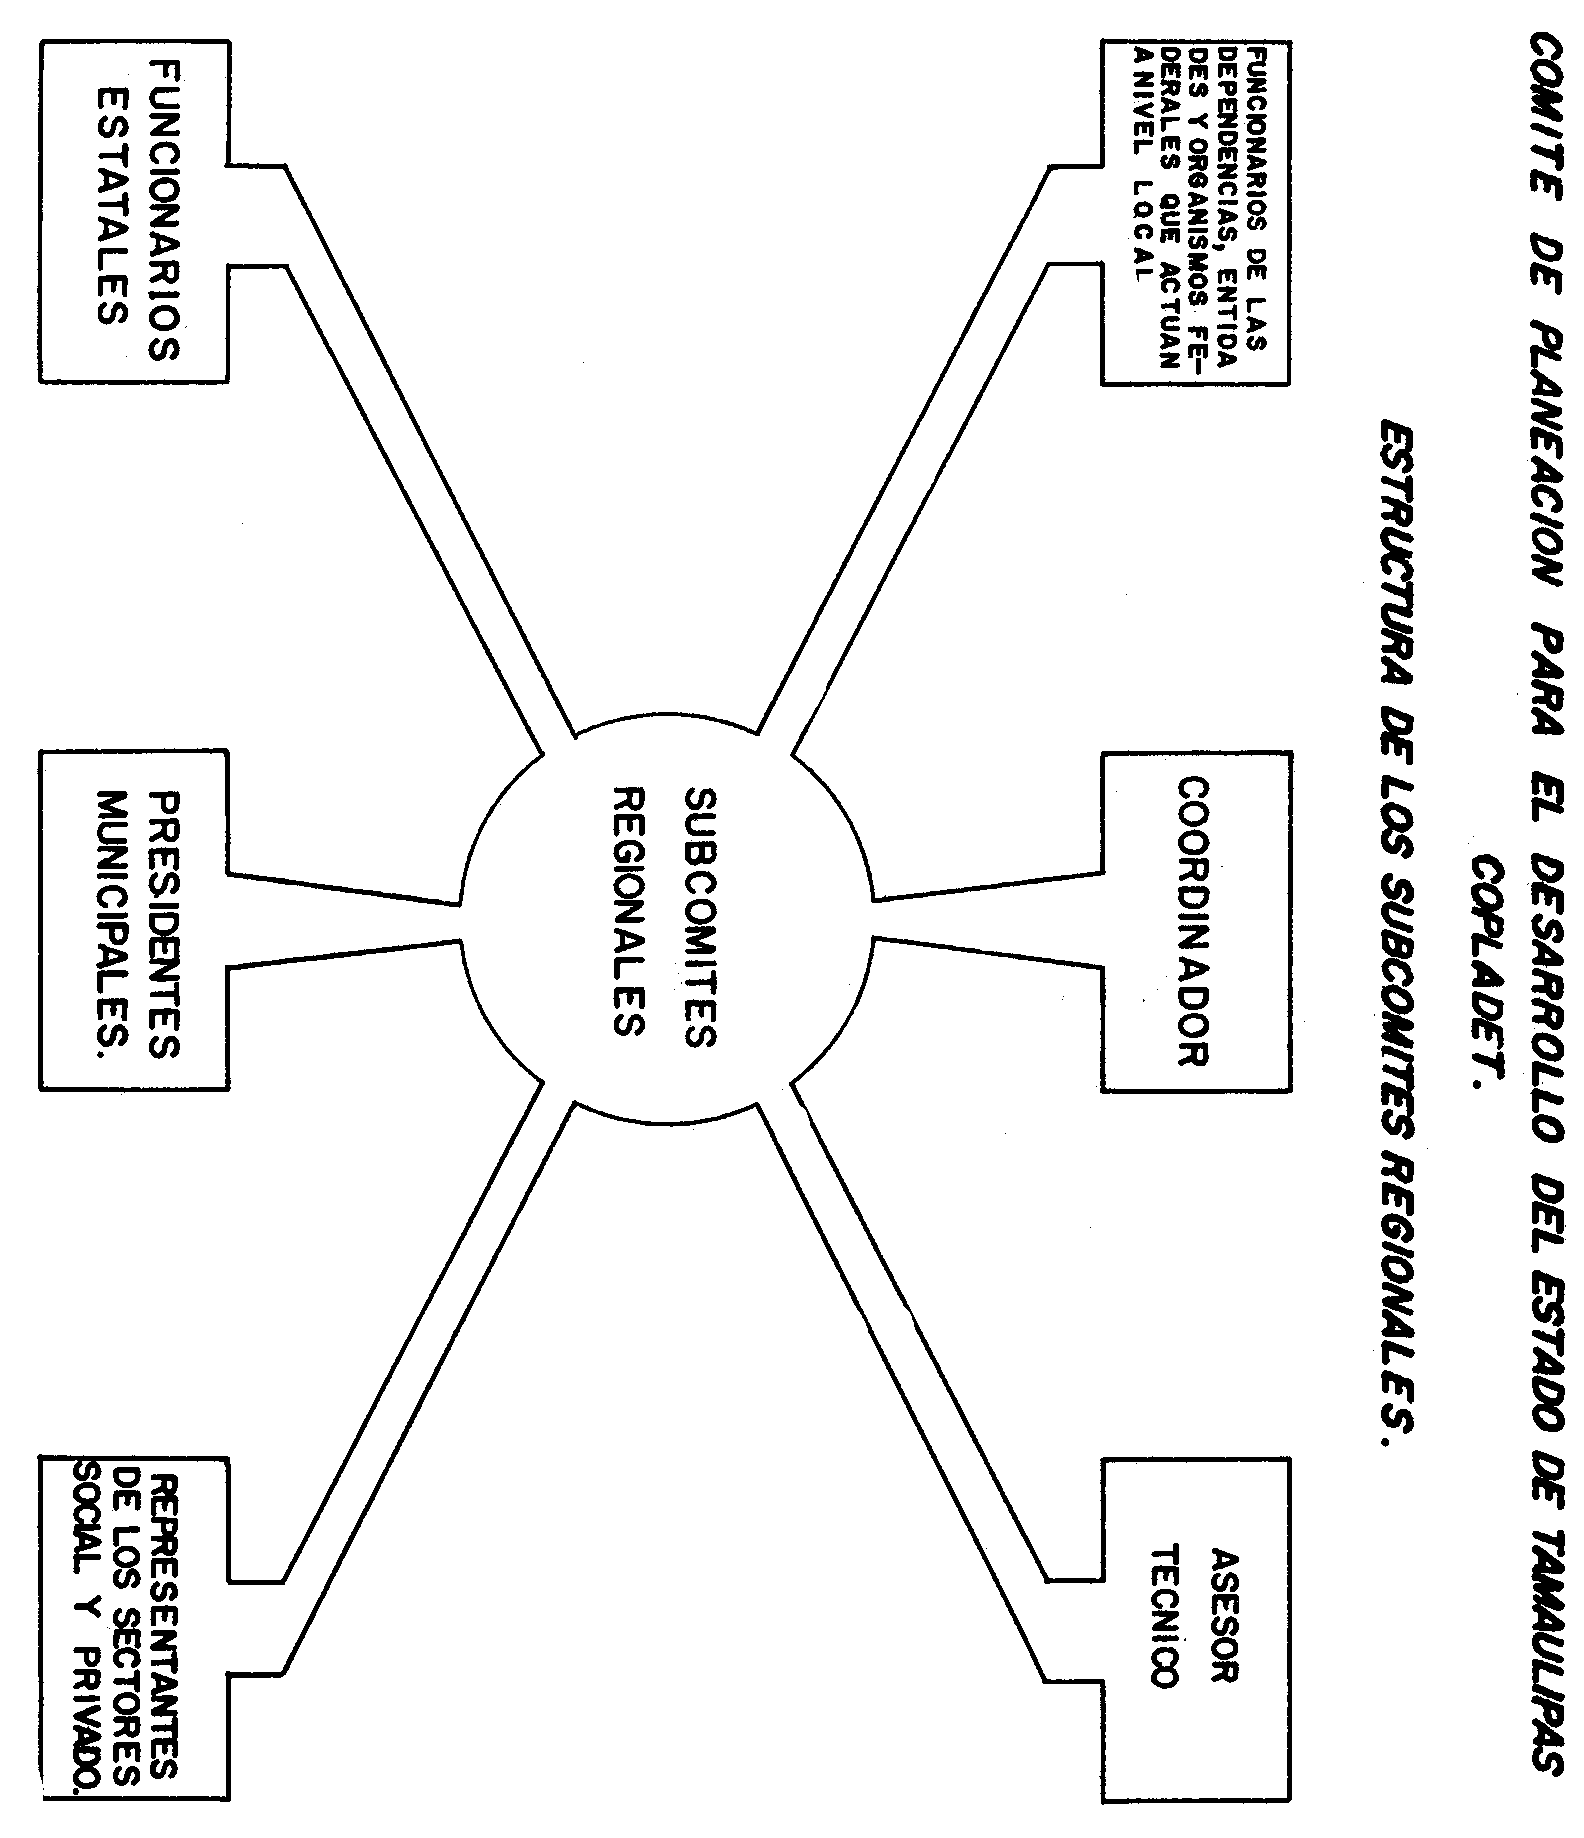 COMITE DE PLANEACION PARA EL DESARROLLO DEL ESTADO DE TAMAULIPAS
COPLADET.
ESTRUCTURA DE LOS SUBCOMITES REGIONALES.
FUNCIONARIOS DE LAS
DEPENDENCIAS, ENTIDA
DES Y ORGANISMOS FE-
DERALES QUE ACTUAN
A NIVEL LOCAL
COORDINADOR
ASESOR
TECNICO
SUBCOMITES
REGIONALES
FUNCIONARIOS
ESTATALES
PRESIDENTES
MUNICIPALES.
REPRESENTANTES
DE LOS SECTORES
SOCIAL Y PRIVADO.